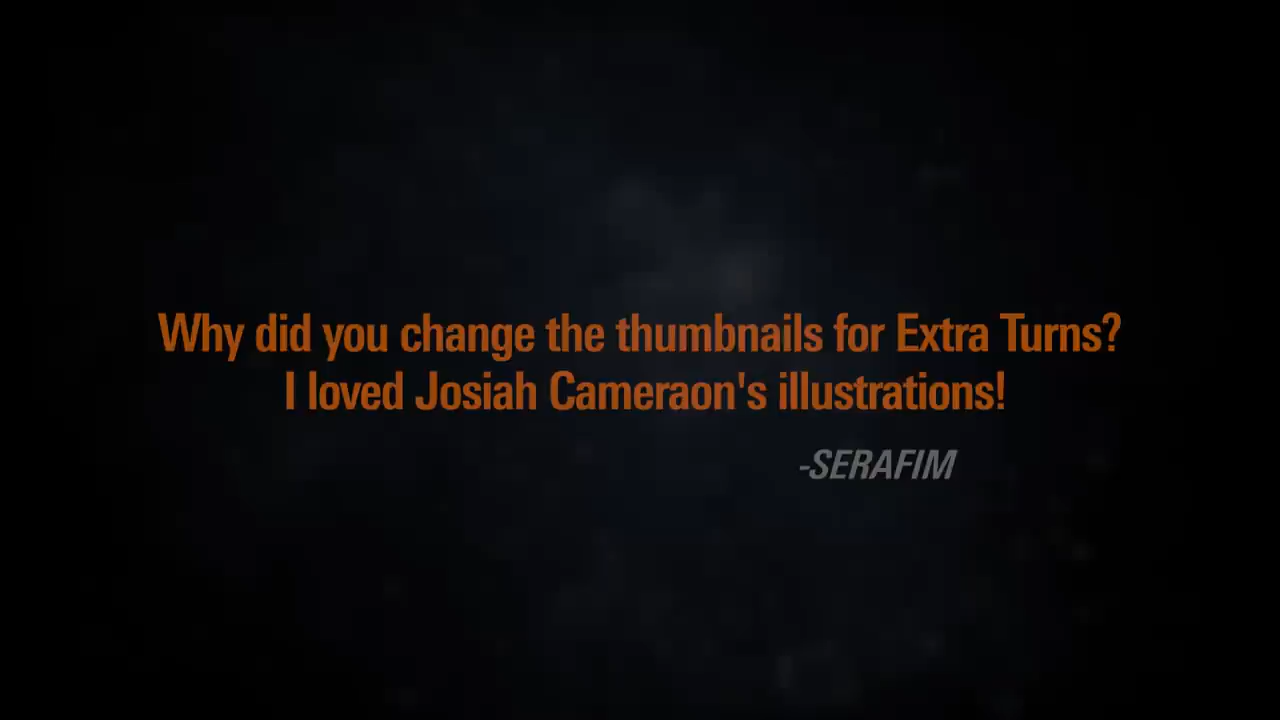 Why did you change the thumbnails for Extra Turns?
I loved Josiah Cameraon's illustrations!
-SERAFIM